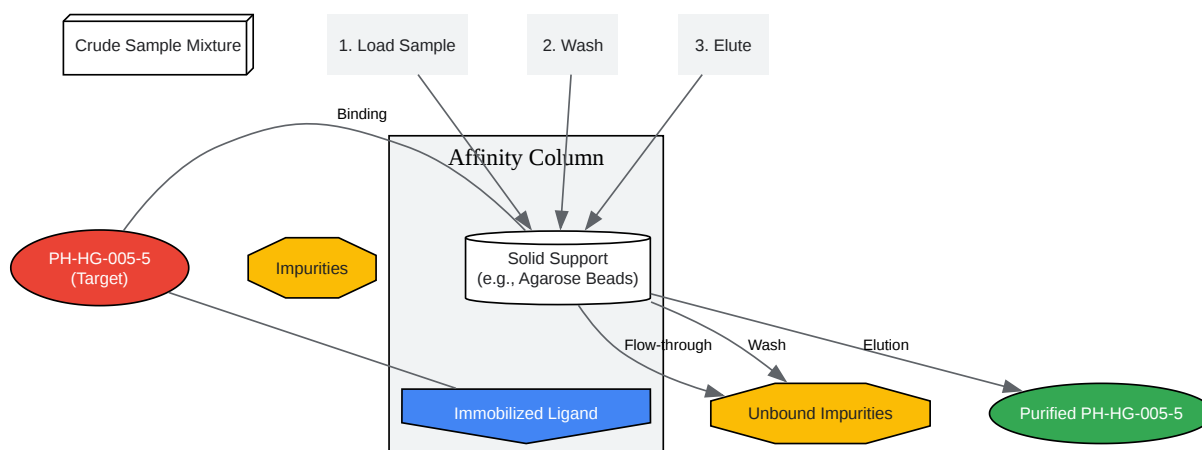 Crude Sample Mixture
1. Load Sample
2. Wash
3. Elute
Binding
Affinity Column
PH-HG-005-5
(Target)
Impurities
Solid Support
(e.g., Agarose Beads)
Flow-through
Wash
Elution
Immobilized Ligand
Unbound Impurities
Purified PH-HG-005-5